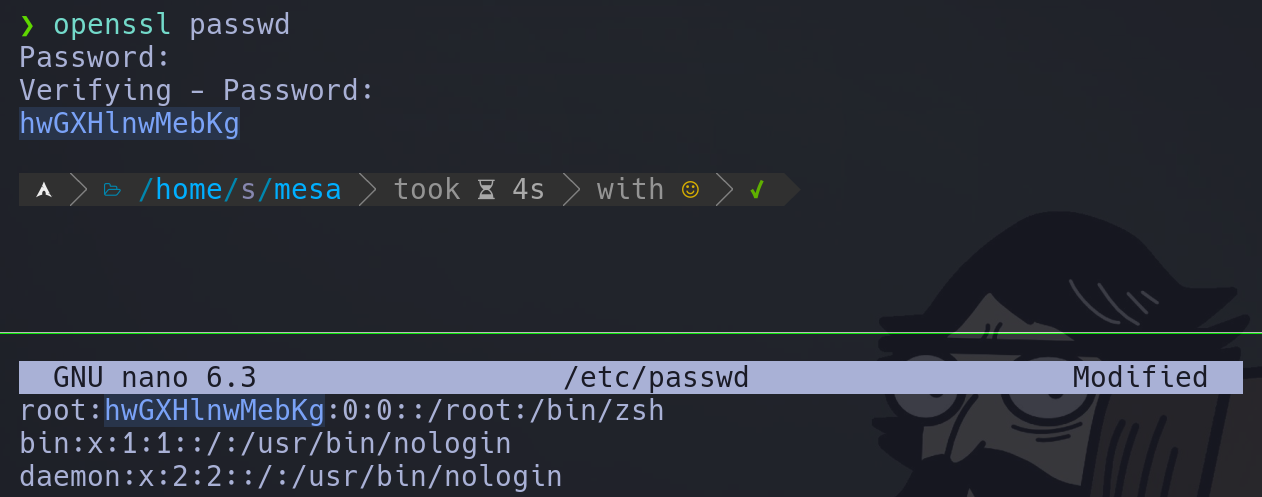 ❯ openssl passwd
Password:
Verifying - Password:
hwGXHlnwMebKg
/home/s/mesa took 4s with ✓
GNU nano 6.3 /etc/passwd Modified
root:hwGXHlnwMebKg:0:0::/root:/bin/zsh
bin:x:1:1::/:/usr/bin/nologin
daemon:x:2:2::/:/usr/bin/nologin